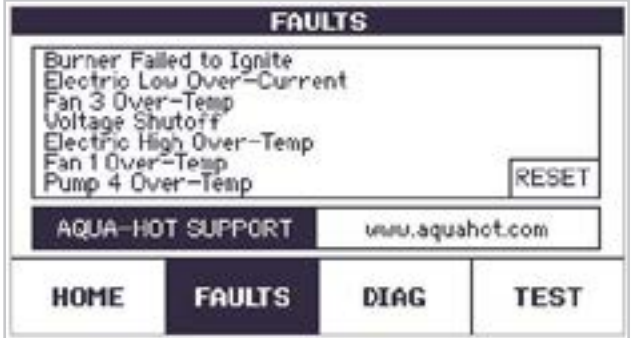 FAULTS
Burner Failed to Ignite
Electric Low Over-Current
Fan 3 Over-Temp
Voltage Shutoff
Electric High Over-Temp
Fan 1 Over-Temp
Pump 4 Over-Temp
RESET
AQUA-HOT SUPPORT www.aquahot.com
HOME FAULTS DIAG TEST